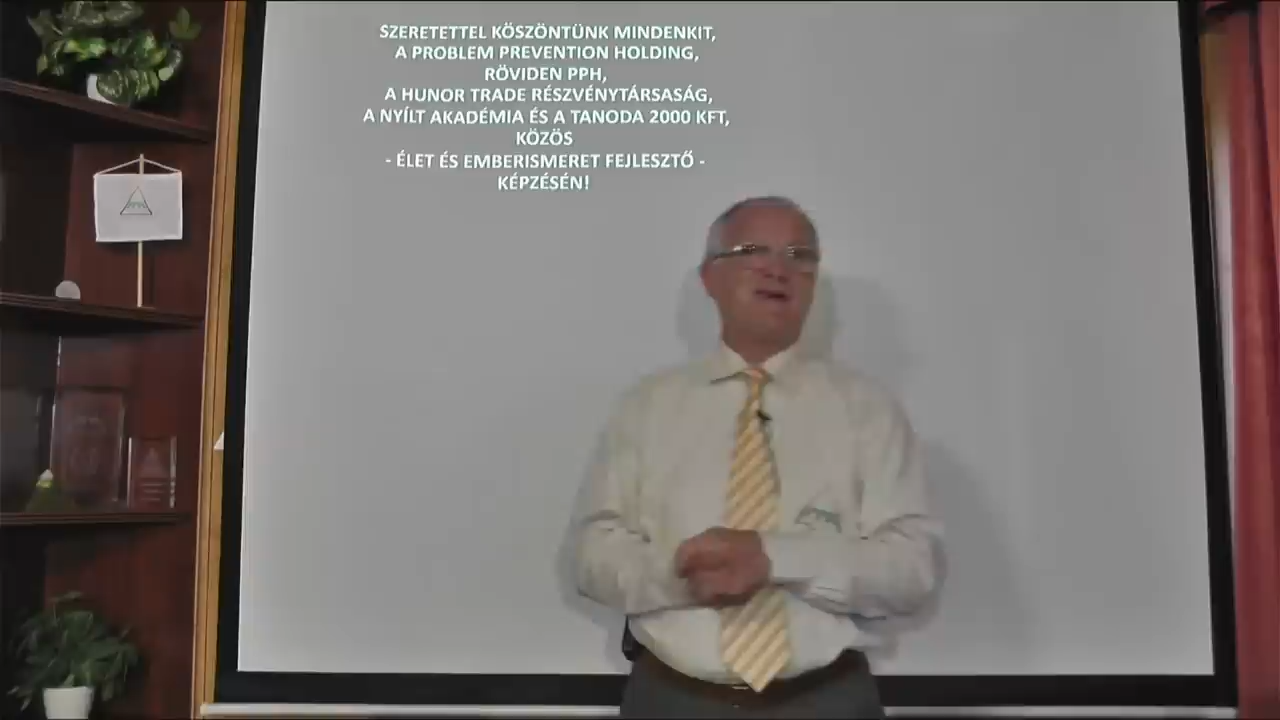 SZERETETTEL KÖSZÖNTÜNK MINDENKIT,
A PROBLEM PREVENTION HOLDING,
RÖVIDEN PPH,
A HUNOR TRADE RÉSZVÉNYTÁRSASÁG,
A NYÍLT AKADÉMIA ÉS A TANODA 2000 KFT,
KÖZÖS
- ÉLET ÉS EMBERISMERET FEJLESZTŐ -
KÉPZÉSÉN!